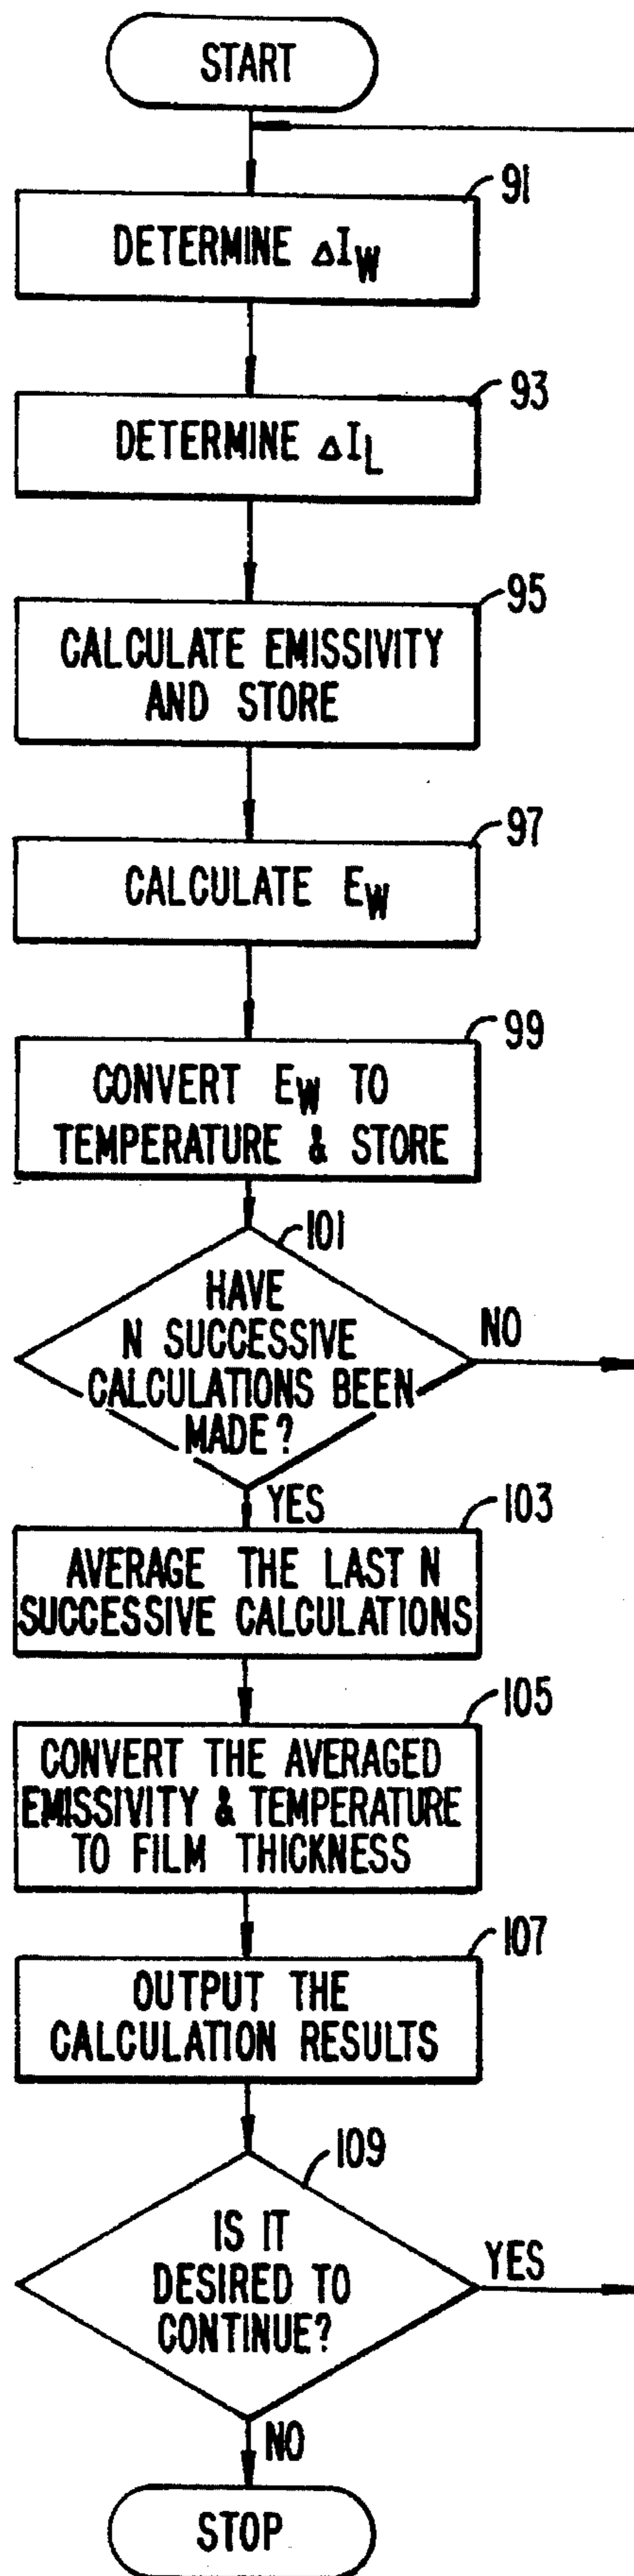 START
91
DETERMINE ΔI_W
93
DETERMINE ΔI_L
95
CALCULATE EMISSIVITY
AND STORE
97
CALCULATE E_W
99
CONVERT E_W TO
TEMPERATURE & STORE
101
HAVE
N SUCCESSIVE
CALCULATIONS BEEN
MADE?
NO
YES
103
AVERAGE THE LAST N
SUCCESSIVE CALCULATIONS
105
CONVERT THE AVERAGED
EMISSIVITY & TEMPERATURE
TO FILM THICKNESS
107
OUTPUT THE
CALCULATION RESULTS
109
IS IT
DESIRED TO
CONTINUE?
YES
NO
STOP